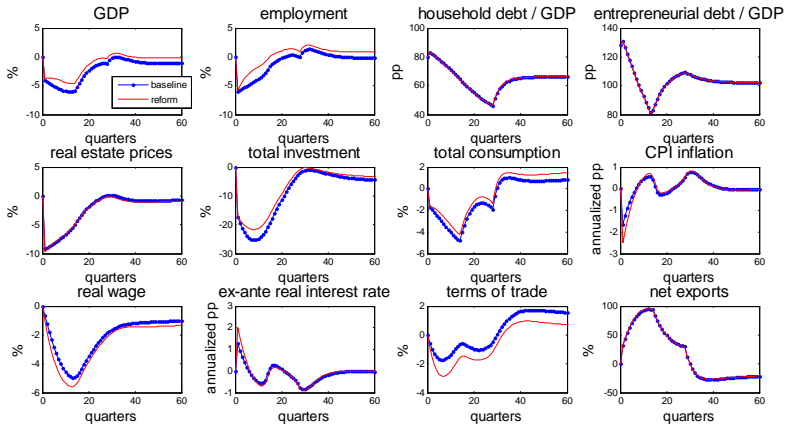 GDP
employment
household debt / GDP
entrepreneurial debt / GDP
5
0
-5
-10
%
0 20 40 60
quarters
baseline
reform
5
0
-5
-10
%
0 20 40 60
quarters
100
80
60
40
pp
0 20 40 60
quarters
140
120
100
80
pp
0 20 40 60
quarters
real estate prices
total investment
total consumption
CPI inflation
5
0
-5
-10
%
0 20 40 60
quarters
0
-10
-20
-30
%
0 20 40 60
quarters
2
0
-2
-4
-6
%
0 20 40 60
quarters
1
0
-1
-2
-3
annualized pp
0 20 40 60
quarters
real wage
ex-ante real interest rate
terms of trade
net exports
0
-2
-4
-6
%
0 20 40 60
quarters
3
2
1
0
-1
annualized pp
0 20 40 60
quarters
2
0
-2
-4
%
0 20 40 60
quarters
100
50
0
-50
%
0 20 40 60
quarters